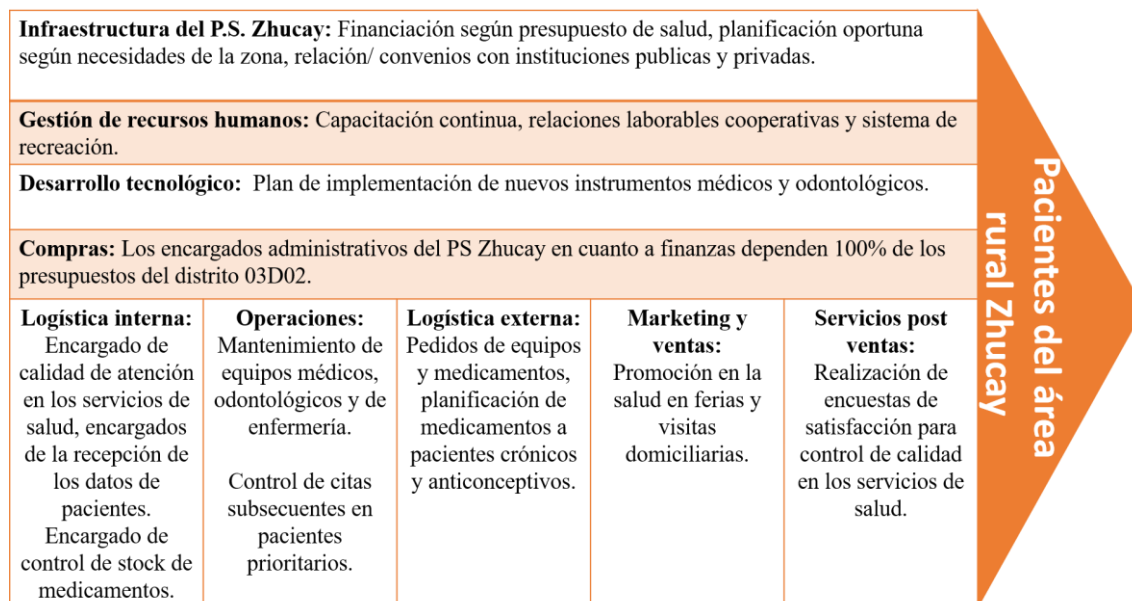 Infraestructura del P.S. Zhucay: Financiación según presupuesto de salud, planificación oportuna
según necesidades de la zona, relación/ convenios con instituciones publicas y privadas.
Gestión de recursos humanos: Capacitación continua, relaciones laborables cooperativas y sistema de
recreación.
Desarrollo tecnológico: Plan de implementación de nuevos instrumentos médicos y odontológicos.
Compras: Los encargados administrativos del PS Zhucay en cuanto a finanzas dependen 100% de los
presupuestos del distrito 03D02.
Logística interna:
Encargado de
calidad de atención
en los servicios de
salud, encargados
de la recepción de
los datos de
pacientes.
Encargado de
control de stock de
medicamentos.
Operaciones:
Mantenimiento de
equipos médicos,
odontológicos y de
enfermería.
Control de citas
subsecuentes en
pacientes
prioritarios.
Logística externa:
Pedidos de equipos
y medicamentos,
planificación de
medicamentos a
pacientes crónicos
y anticonceptivos.
Marketing y
ventas:
Promoción en la
salud en ferias y
visitas
domiciliarias.
Servicios post
ventas:
Realización de
encuestas de
satisfacción para
control de calidad
en los servicios de
salud.
Pacientes del área
rural Zhucay